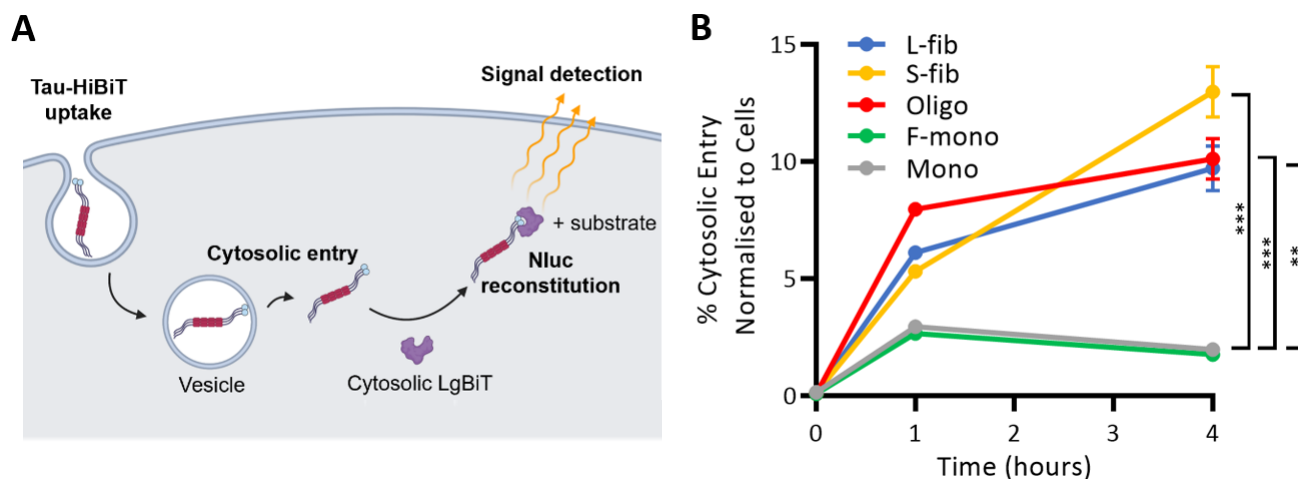 A
Tau-HiBiT
uptake
Signal detection
+ substrate
Cytosolic entry
Nluc
reconstitution
Vesicle
Cytosolic LgBiT
B
% Cytosolic Entry
Normalised to Cells
15
10
5
0
L-fib
S-fib
Oligo
F-mono
Mono
***
***
**
0 1 2 3 4
Time (hours)